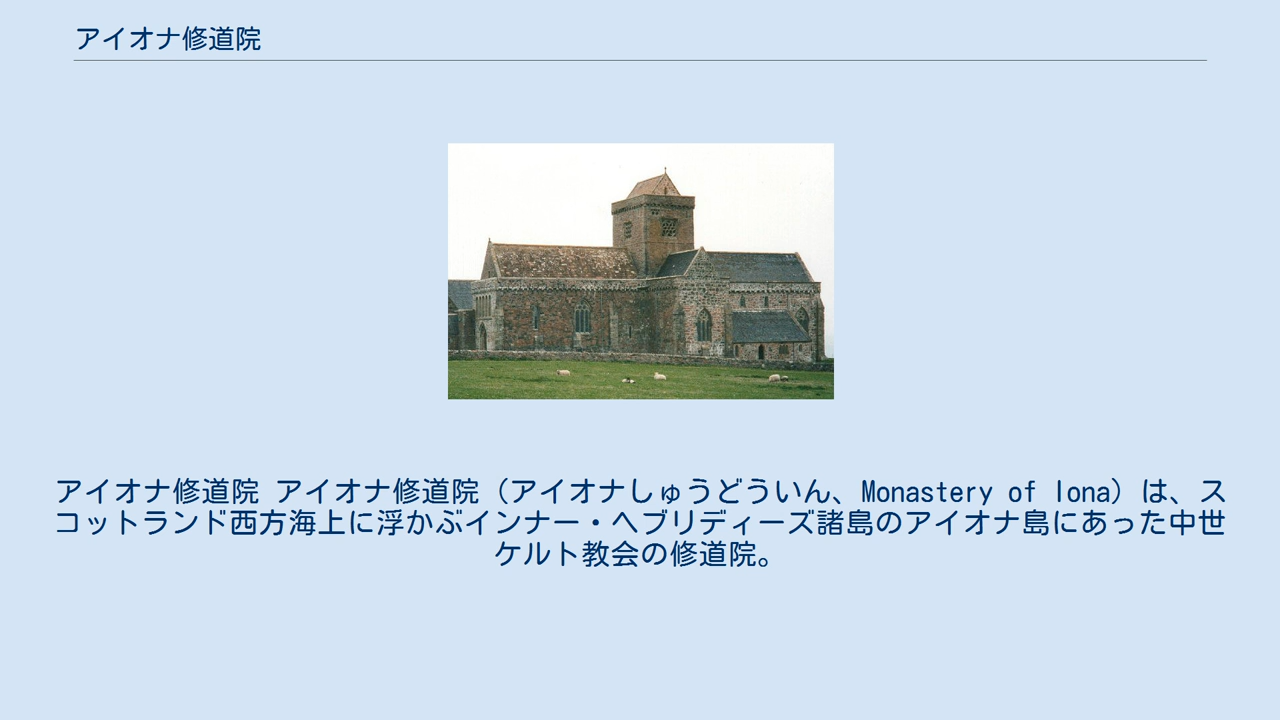 アイオナ修道院
アイオナ修道院 アイオナ修道院（アイオナしゅうどういん、Monastery of Iona）は、ス
コットランド西方海上に浮かぶインナー・ヘブリディーズ諸島のアイオナ島にあった中世
ケルト教会の修道院。